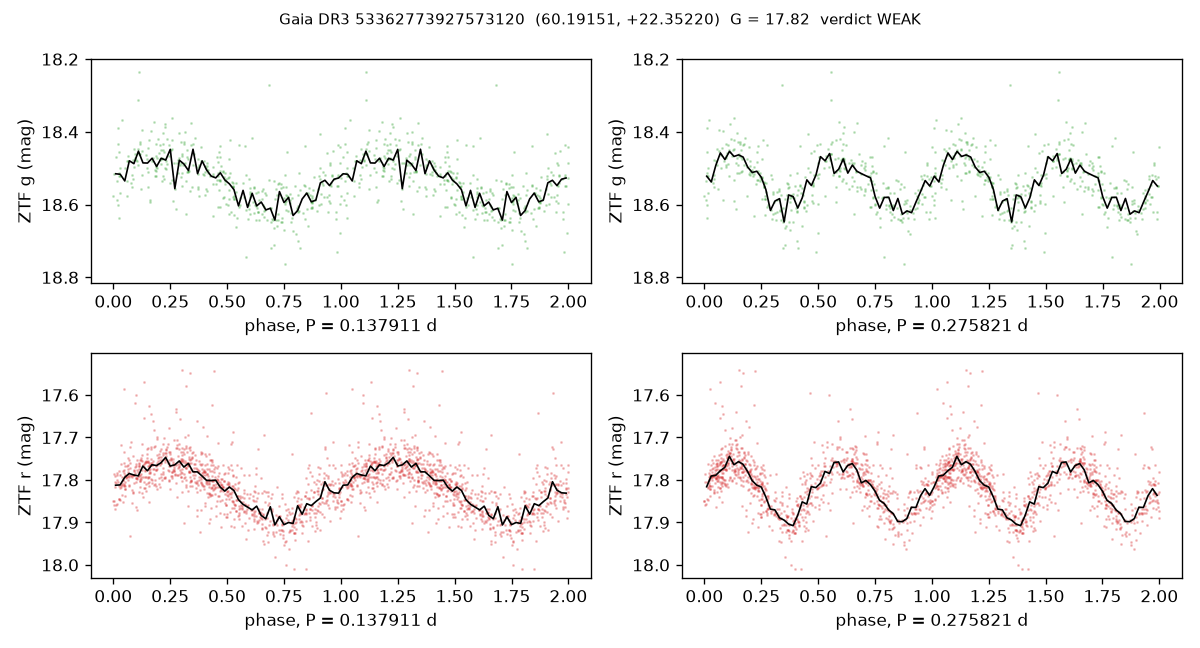 Gaia DR3 53362773927573120 (60.19151, +22.35220) G = 17.82 verdict WEAK
18.2
18.4
18.6
18.8
ZTF g (mag)
0.00 0.25 0.50 0.75 1.00 1.25 1.50 1.75 2.00
phase, P = 0.137911 d
18.2
18.4
18.6
18.8
ZTF g (mag)
0.00 0.25 0.50 0.75 1.00 1.25 1.50 1.75 2.00
phase, P = 0.275821 d
17.6
17.7
17.8
17.9
18.0
ZTF r (mag)
0.00 0.25 0.50 0.75 1.00 1.25 1.50 1.75 2.00
phase, P = 0.137911 d
17.6
17.7
17.8
17.9
18.0
ZTF r (mag)
0.00 0.25 0.50 0.75 1.00 1.25 1.50 1.75 2.00
phase, P = 0.275821 d